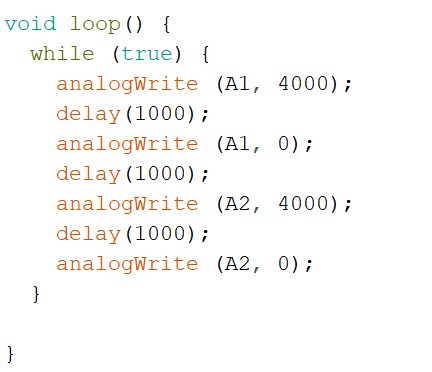 void loop() {
  while (true) {
    analogWrite (A1, 4000);
    delay(1000);
    analogWrite (A1, 0);
    delay(1000);
    analogWrite (A2, 4000);
    delay(1000);
    analogWrite (A2, 0);
  }

}